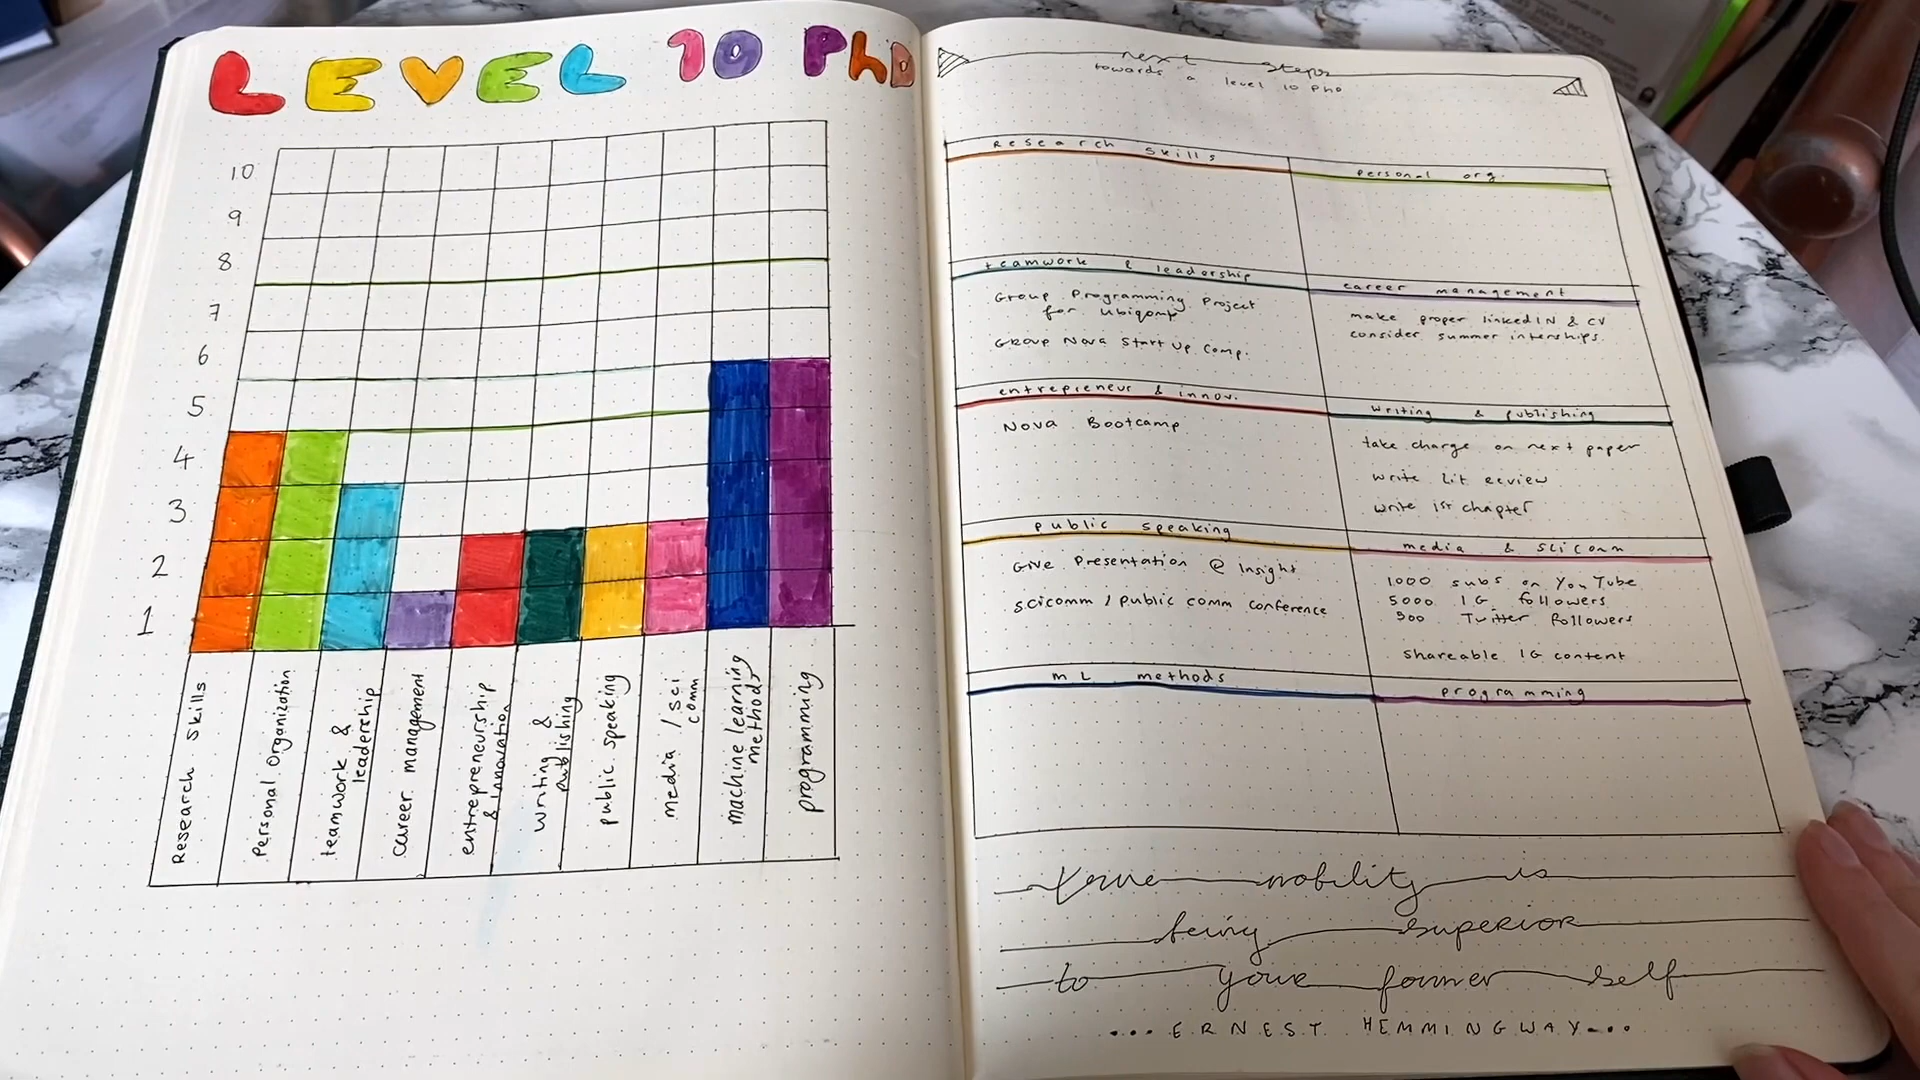 LEVEL 10 PhD
10
9
8
7
6
5
4
3
2
1
Research Skills
Personal Organization
teamwork &
leadership
career management
entrepreneurship
& innovation
writing &
publishing
public speaking
media / sci
comm
machine learning
methods
programming
next steps
towards a level 10 PhD
Research skills
personal org.
teamwork & leadership
Group Programming Project
for Ubiqomp
Group Nova Start Up Comp.
career management
make proper linkedIN & CV
consider summer internships.
entrepreneur & innov.
Nova Bootcamp
writing & publishing
take charge on next paper
write lit review
write 1st chapter
public speaking
Give Presentation @ Insight
scicomm / public comm conference
media & scicomm
1000 subs on YouTube
5000 IG followers
900 Twitter followers
shareable IG content
ML methods
programming
True nobility is
being superior
to your former self
.... ERNEST HEMMINGWAY....